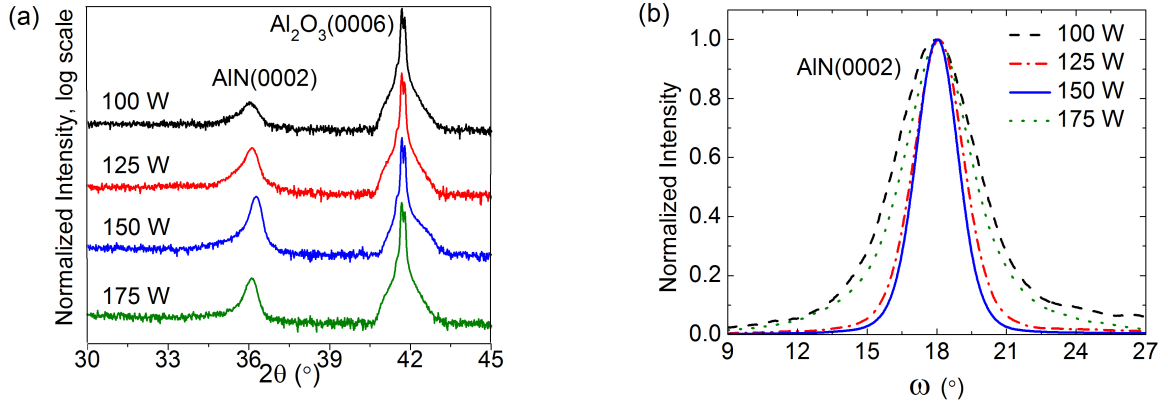 (a)
Normalized Intensity, log scale
Al₂O₃(0006)
AlN(0002)
100 W
125 W
150 W
175 W
30 33 36 39 42 45
2θ (°)
(b)
Normalized Intensity
1.0
0.8
0.6
0.4
0.2
0.0
AlN(0002)
100 W
125 W
150 W
175 W
9 12 15 18 21 24 27
ω (°)